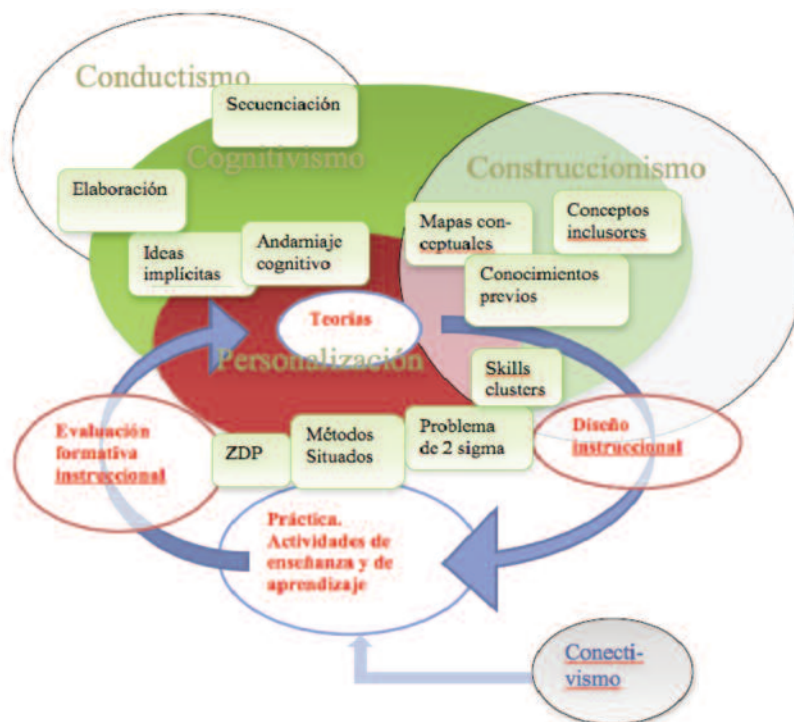 Conductismo
Secuenciación
Cognitivismo
Construccionismo
Elaboración
Mapas con-
ceptuales
Conceptos
inclusores
Ideas
implícitas
Andamiaje
cognitivo
Conocimientos
previos
Teorías
Personalización
Skills
clusters
Evaluación
formativa
instruccional
ZDP
Métodos
Situados
Problema
de 2 sigma
Diseño
instruccional
Práctica.
Actividades de
enseñanza y de
aprendizaje
Conecti-
vismo